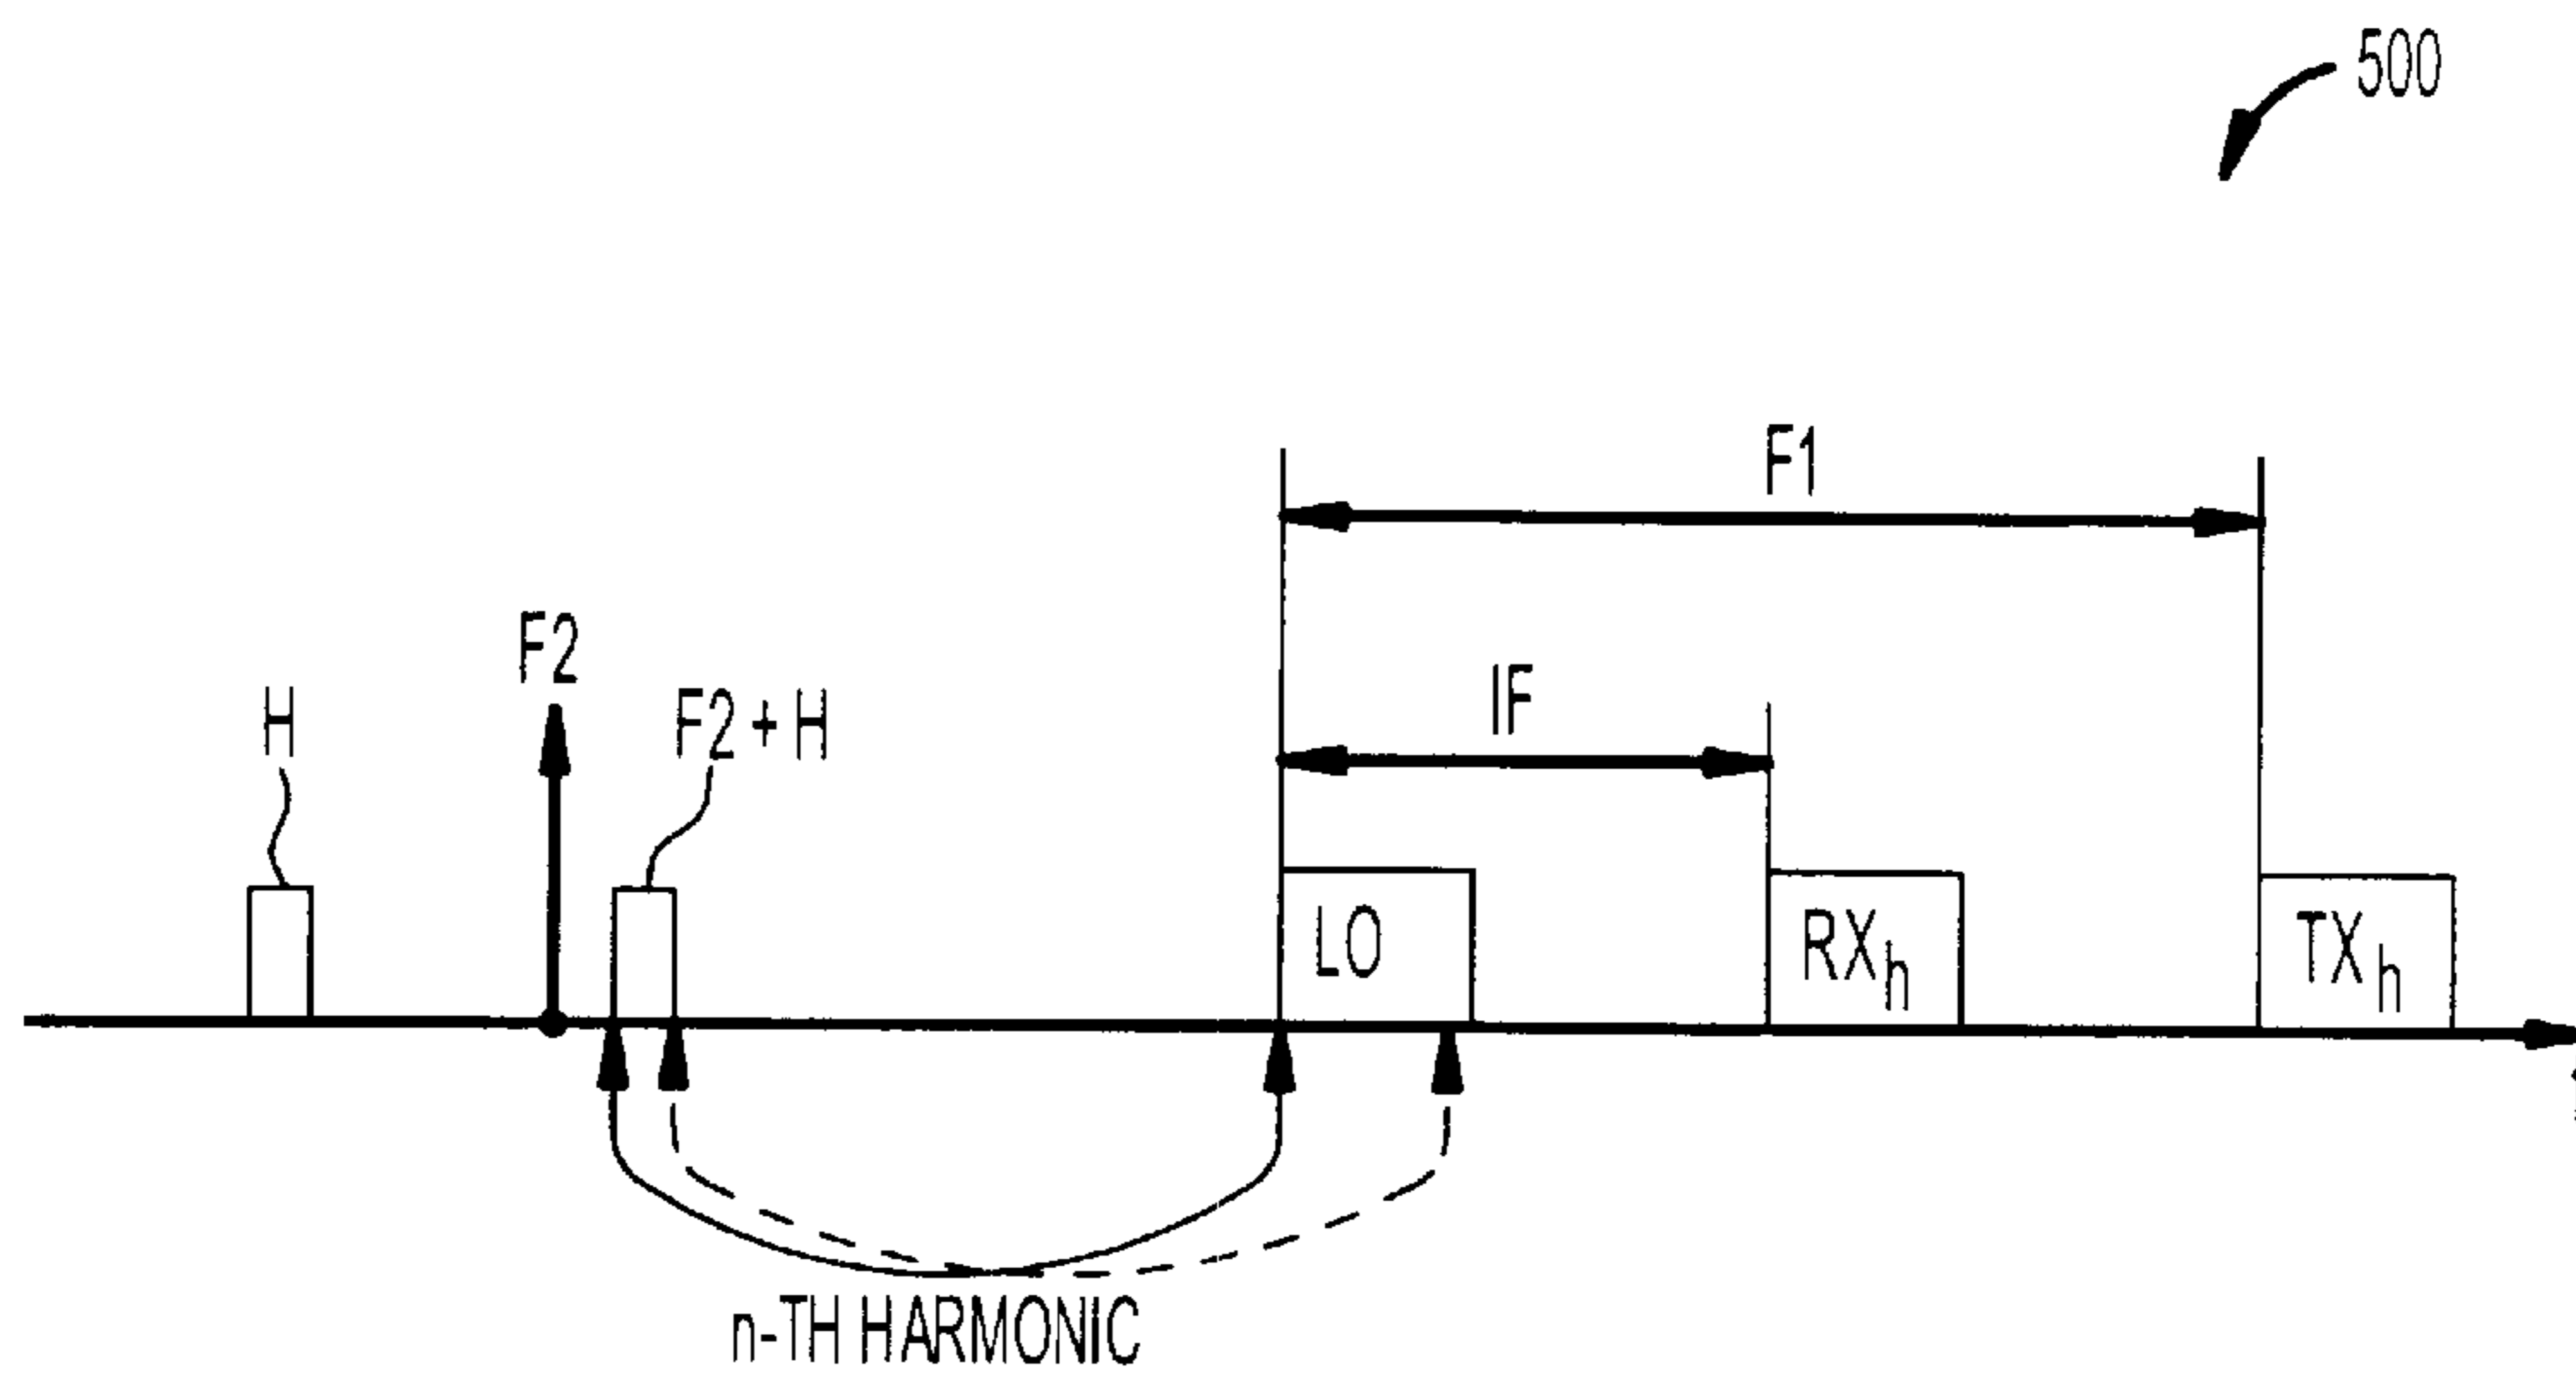 500
F1
F2
IF
H
F2 + H
LO
RXh
TXh
n-TH HARMONIC